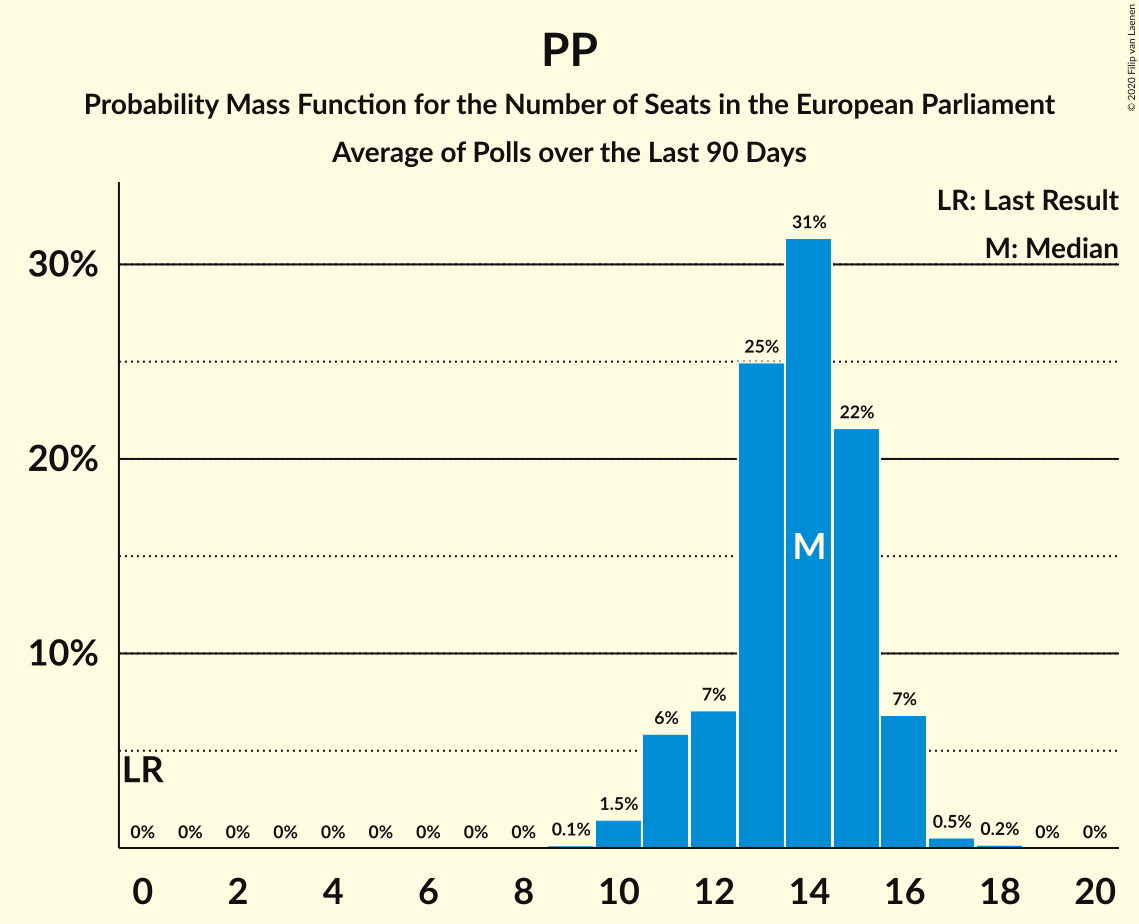 PP
Probability Mass Function for the Number of Seats in the European Parliament
Average of Polls over the Last 90 Days
© 2020 Filip van Laenen
LR: Last Result
M: Median
30%
20%
10%
31%
25%
22%
M
7%
7%
6%
LR
0% 0% 0% 0% 0% 0% 0% 0% 0% 0.1% 1.5% 0.5% 0.2% 0% 0%
0 2 4 6 8 10 12 14 16 18 20